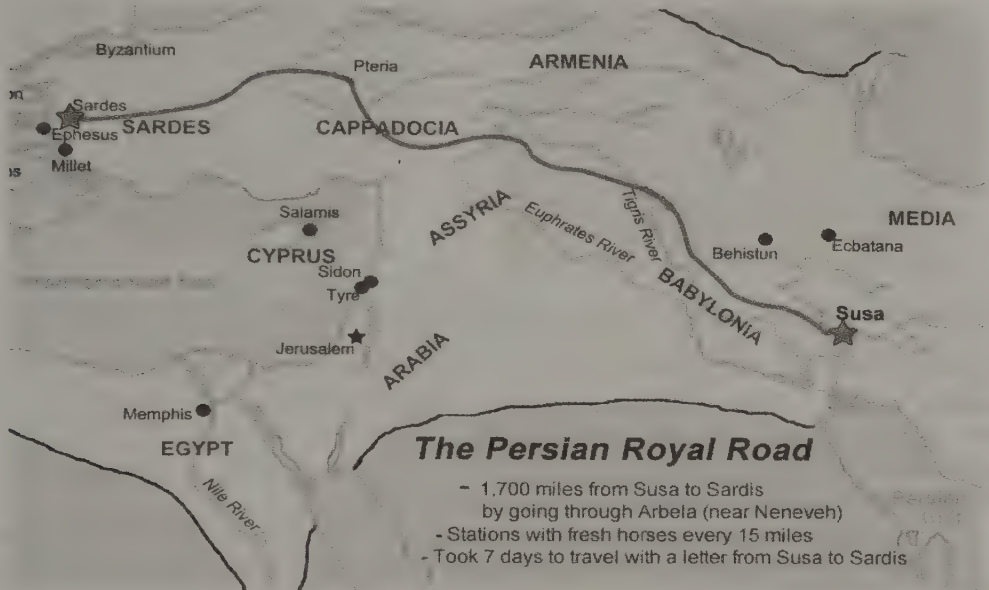 Byzantium
Pteria
ARMENIA
Sardes
SARDES
CAPPADOCIA
Ephesus
Millet
Salamis
CYPRUS
Sidon
Tyre
Jerusalem
ASSYRIA
Euphrates River
Tigris River
MEDIA
Behistun
Ecbatana
BABYLONIA
Susa
ARABIA
Memphis
EGYPT
Nile River
The Persian Royal Road
- 1,700 miles from Susa to Sardis
by going through Arbela (near Neneveh)
- Stations with fresh horses every 15 miles
- Took 7 days to travel with a letter from Susa to Sardis
Persian